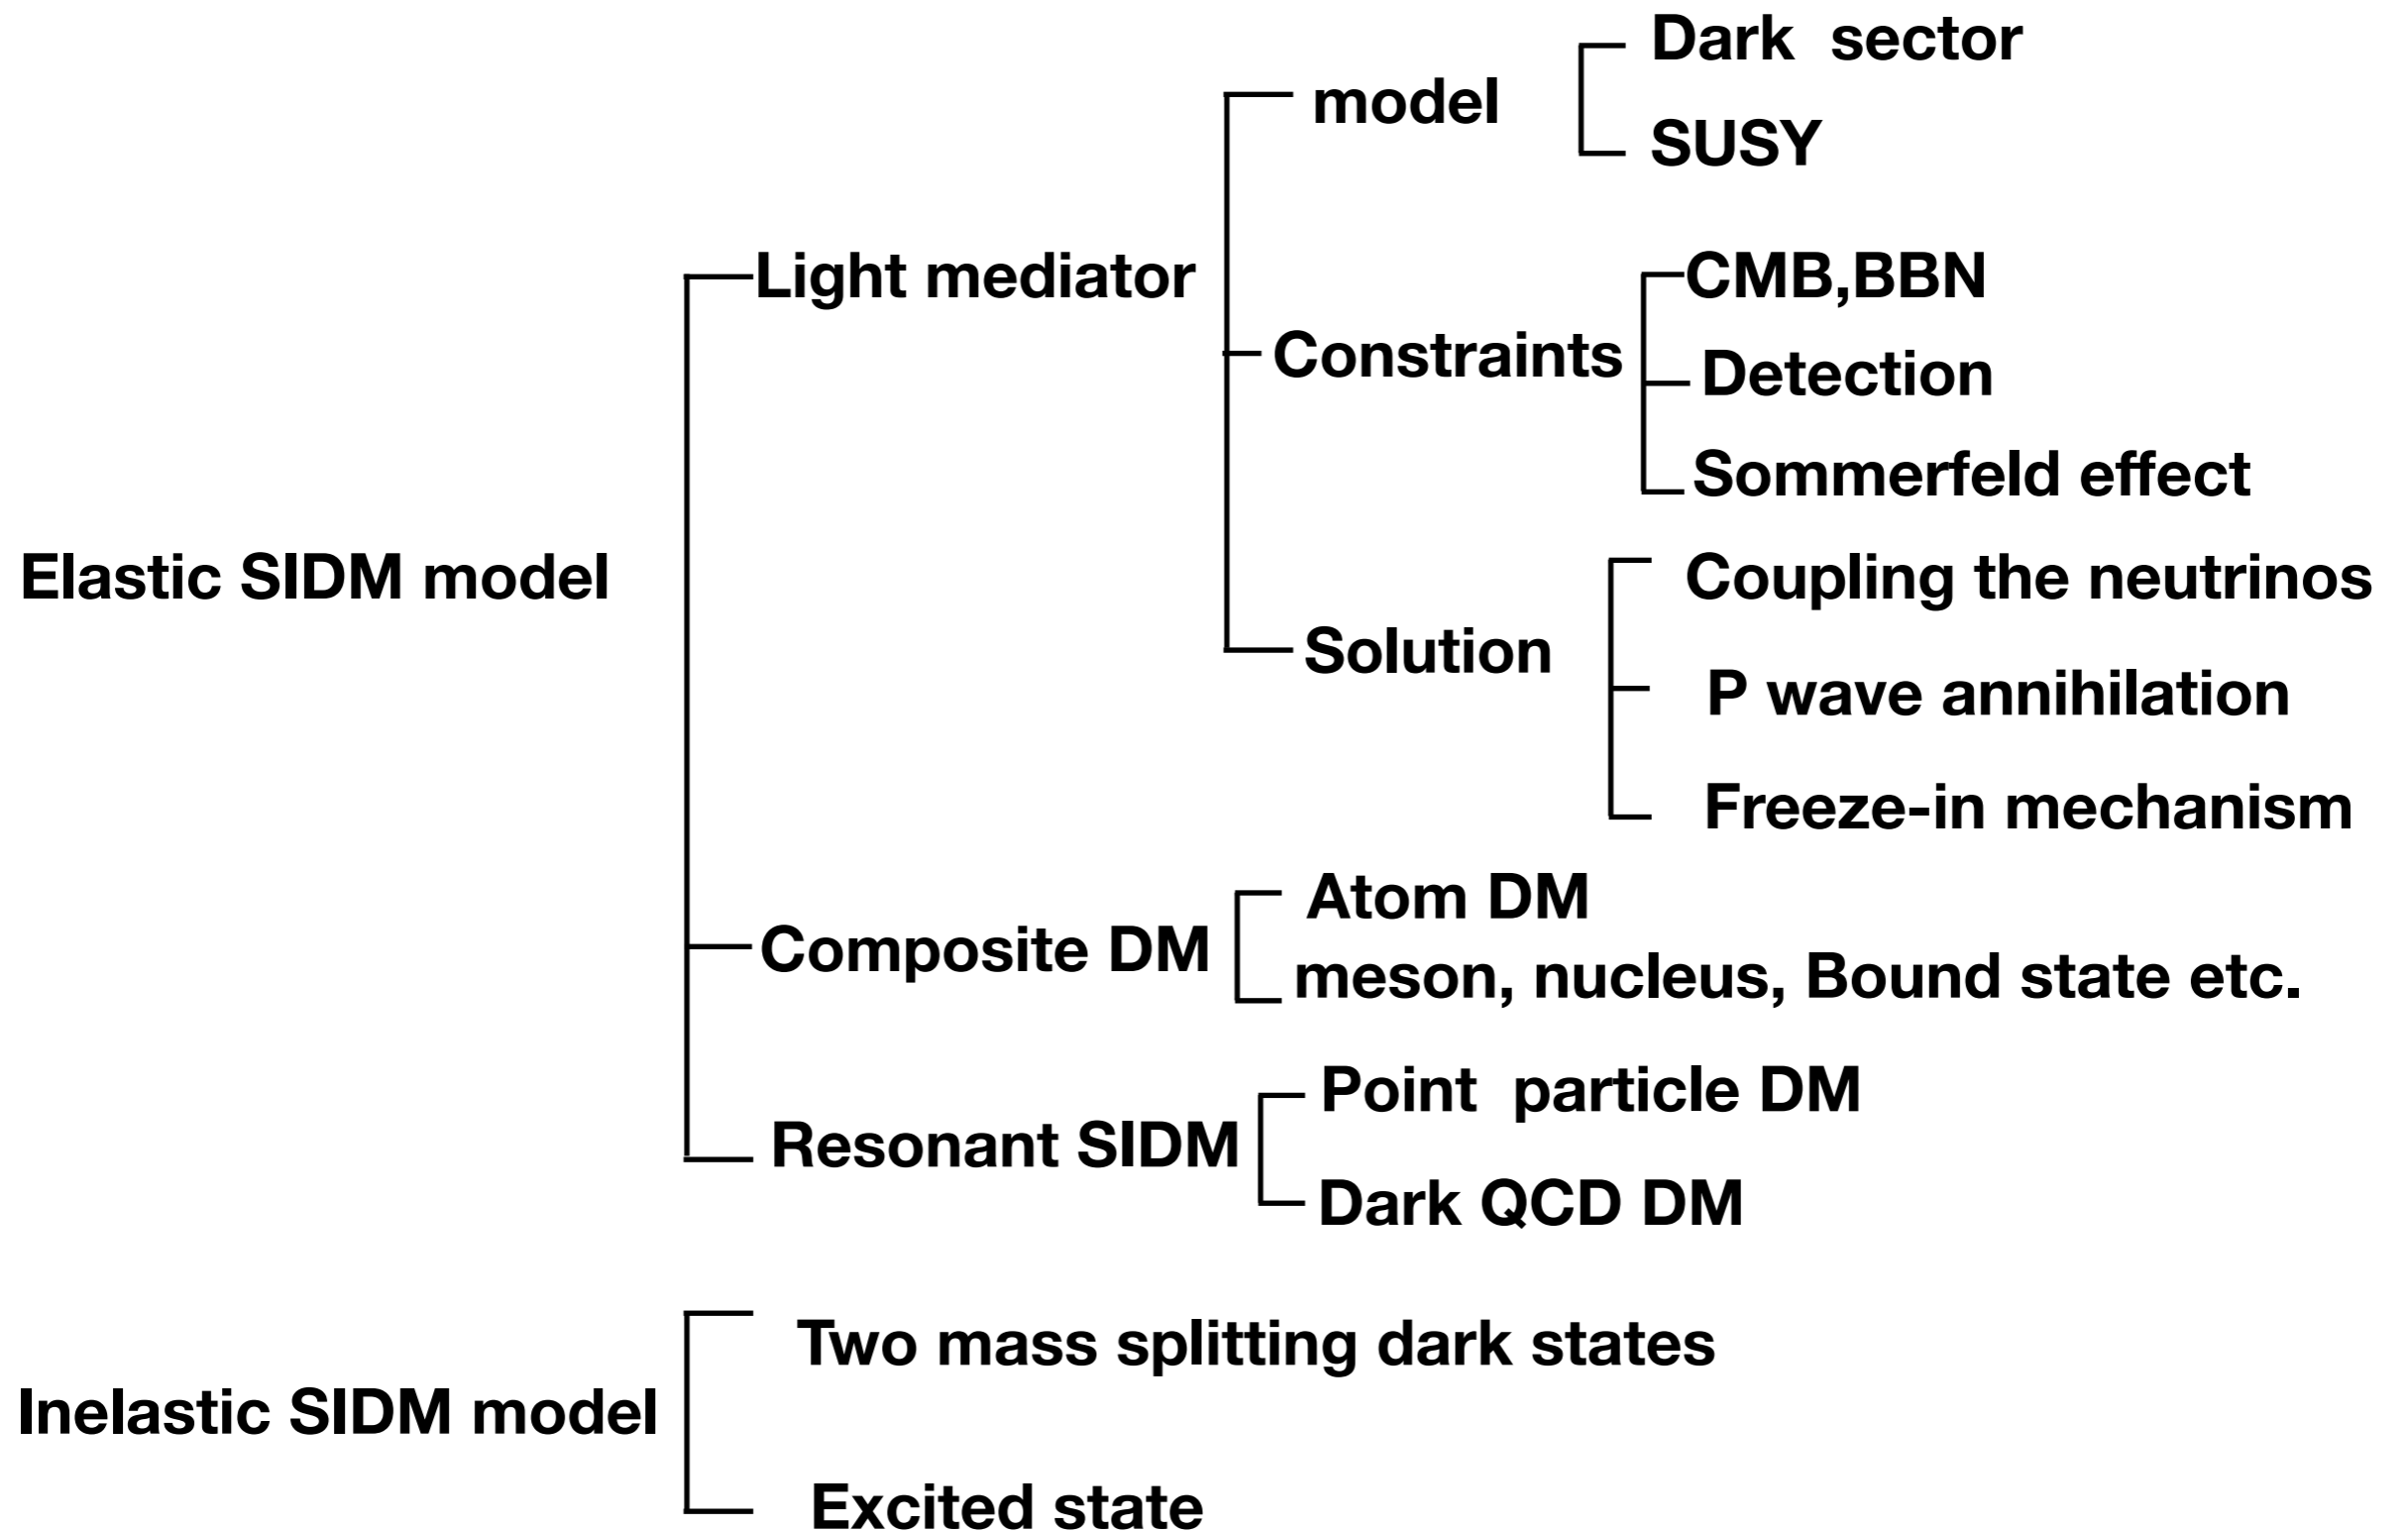 Dark sector
model
SUSY
Light mediator
CMB,BBN
Constraints
Detection
Sommerfeld effect
Elastic SIDM model
Coupling the neutrinos
Solution
P wave annihilation
Freeze-in mechanism
Atom DM
Composite DM
meson, nucleus, Bound state etc.
Point particle DM
Resonant SIDM
Dark QCD DM
Two mass splitting dark states
Inelastic SIDM model
Excited state